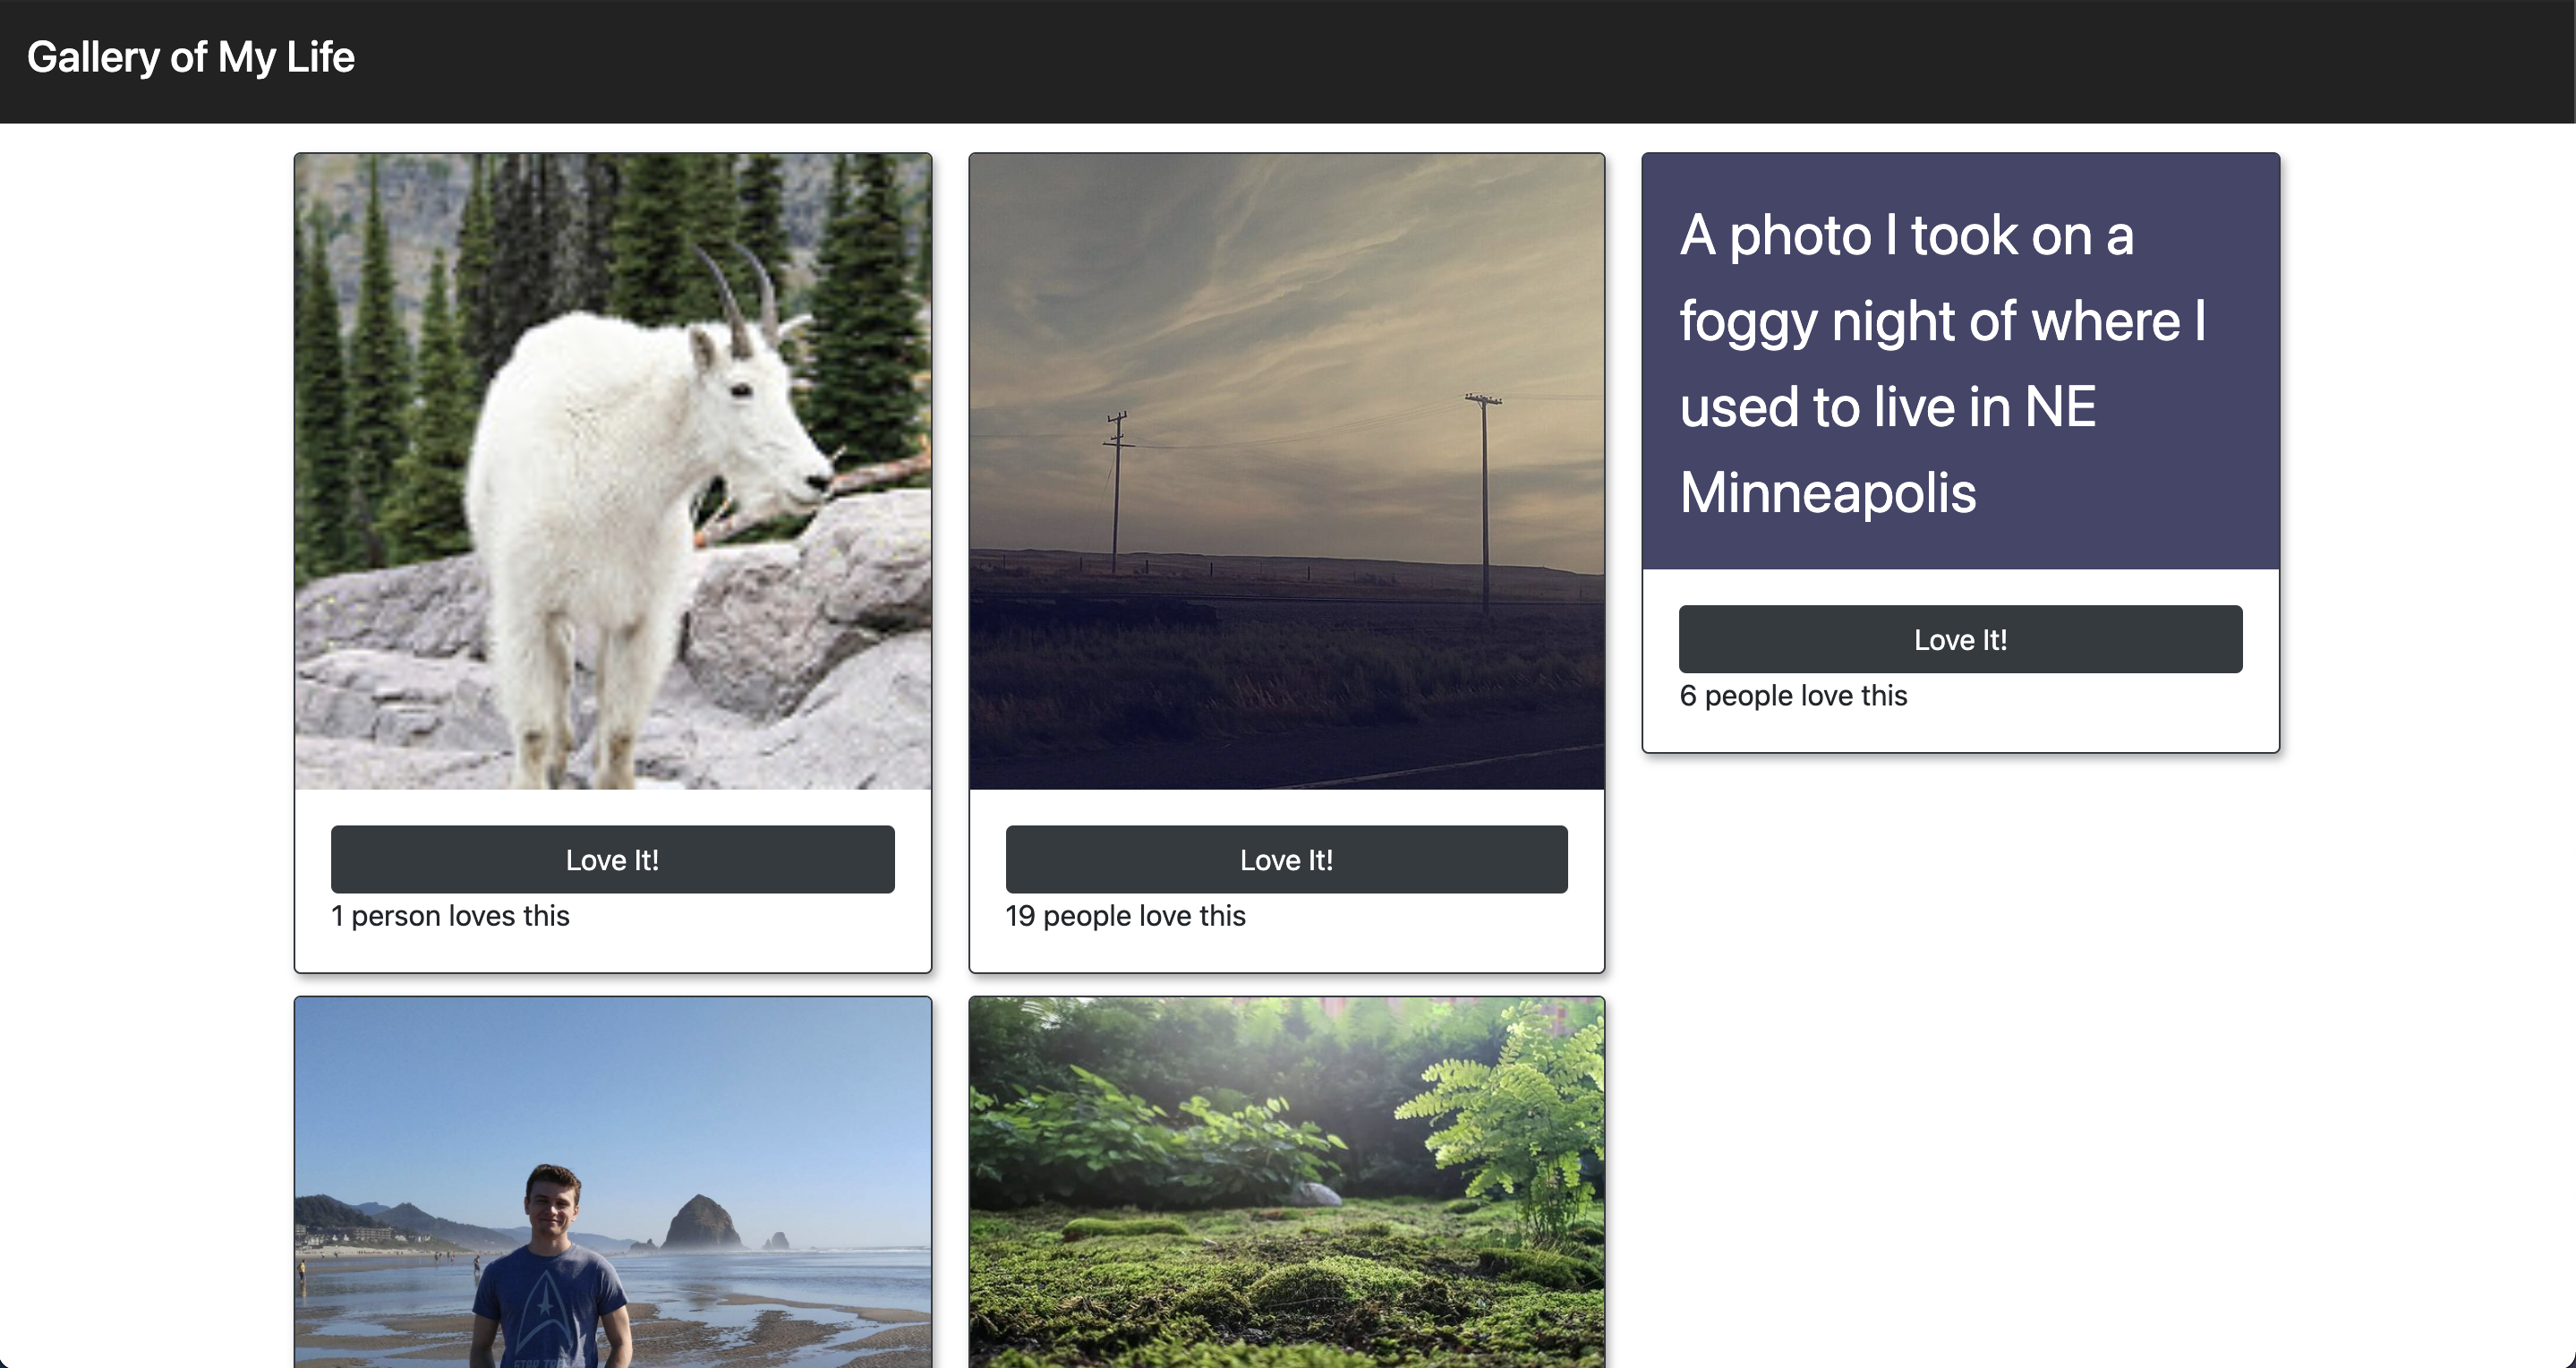 Gallery of My Life
A photo I took on a
foggy night of where I
used to live in NE
Minneapolis
Love It!
6 people love this
Love It!
1 person loves this
Love It!
19 people love this